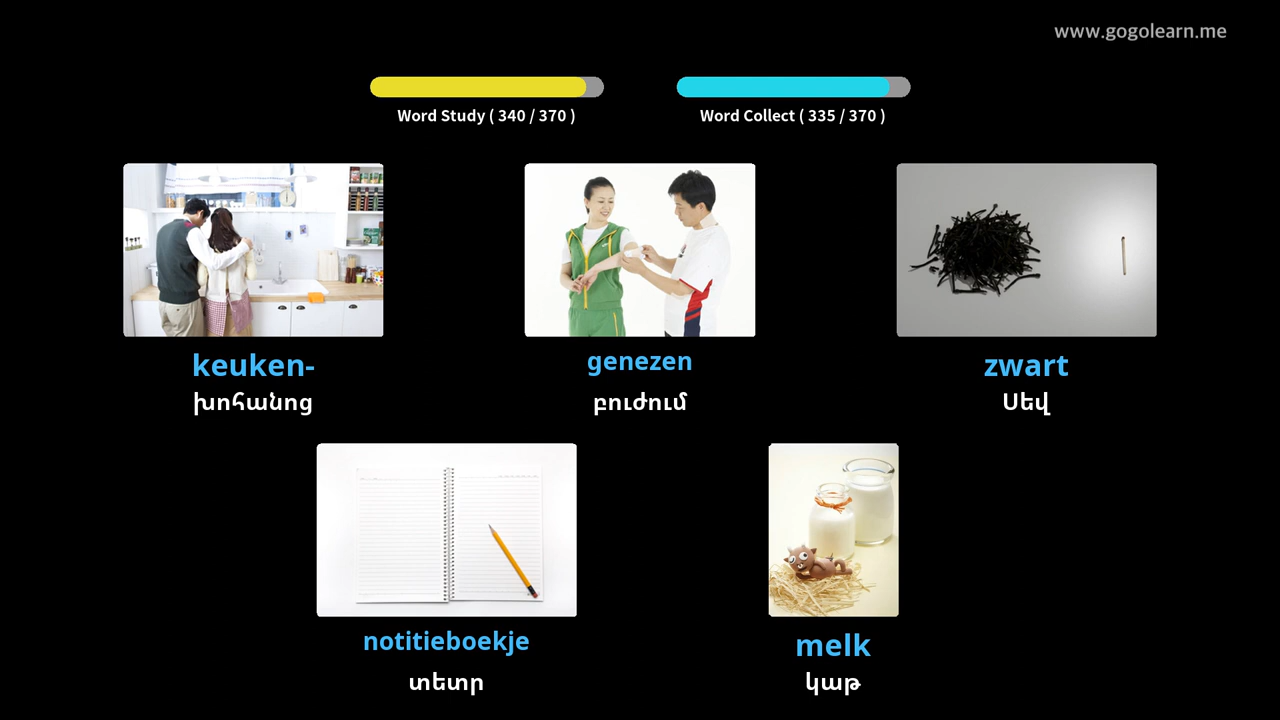 www.gogolearn.me
Word Study ( 340 / 370 )
Word Collect ( 335 / 370 )
keuken-
խոհանոց
genezen
բուժում
zwart
Սեվ
notitieboekje
տետր
melk
կաթ